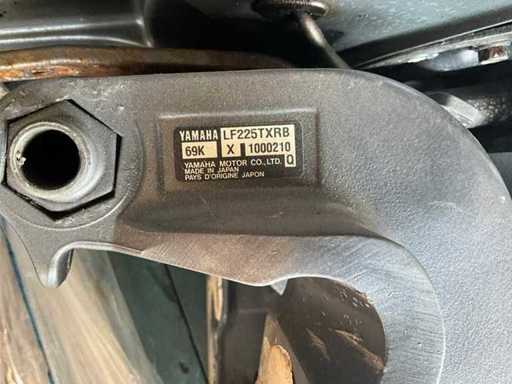 YAMAHA LF225TXRB
69K X 1000210
YAMAHA MOTOR CO.,LTD. Q
MADE IN JAPAN
PAYS D'ORIGINE JAPON